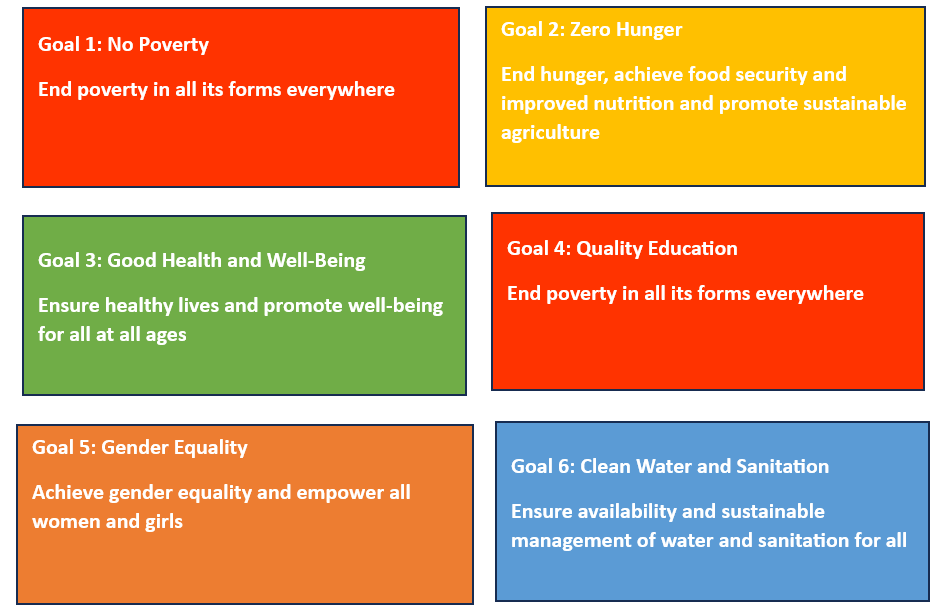 Goal 1: No Poverty
End poverty in all its forms everywhere
Goal 2: Zero Hunger
End hunger, achieve food security and
improved nutrition and promote sustainable
agriculture
Goal 3: Good Health and Well-Being
Ensure healthy lives and promote well-being
for all at all ages
Goal 4: Quality Education
End poverty in all its forms everywhere
Goal 5: Gender Equality
Achieve gender equality and empower all
women and girls
Goal 6: Clean Water and Sanitation
Ensure availability and sustainable
management of water and sanitation for all